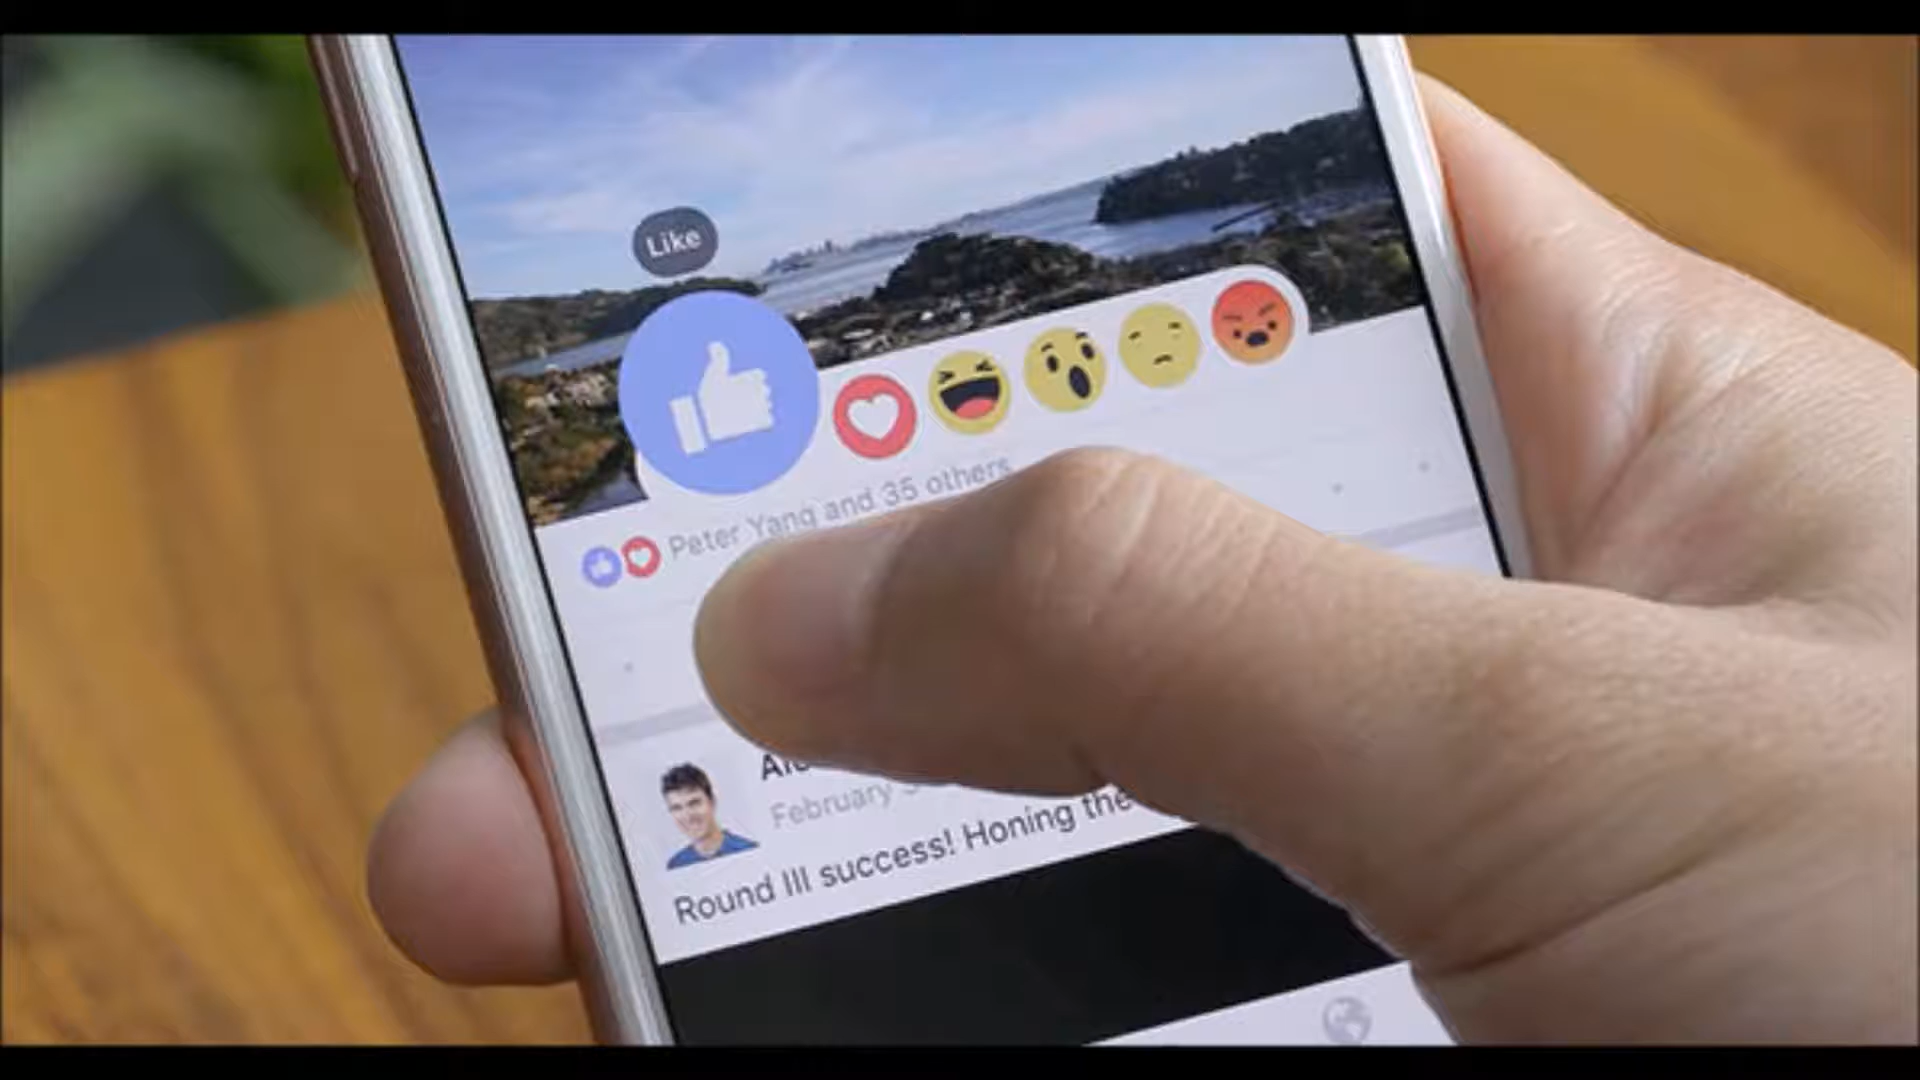 Like
Peter Yang and 35 others
February
Round III success! Honing the